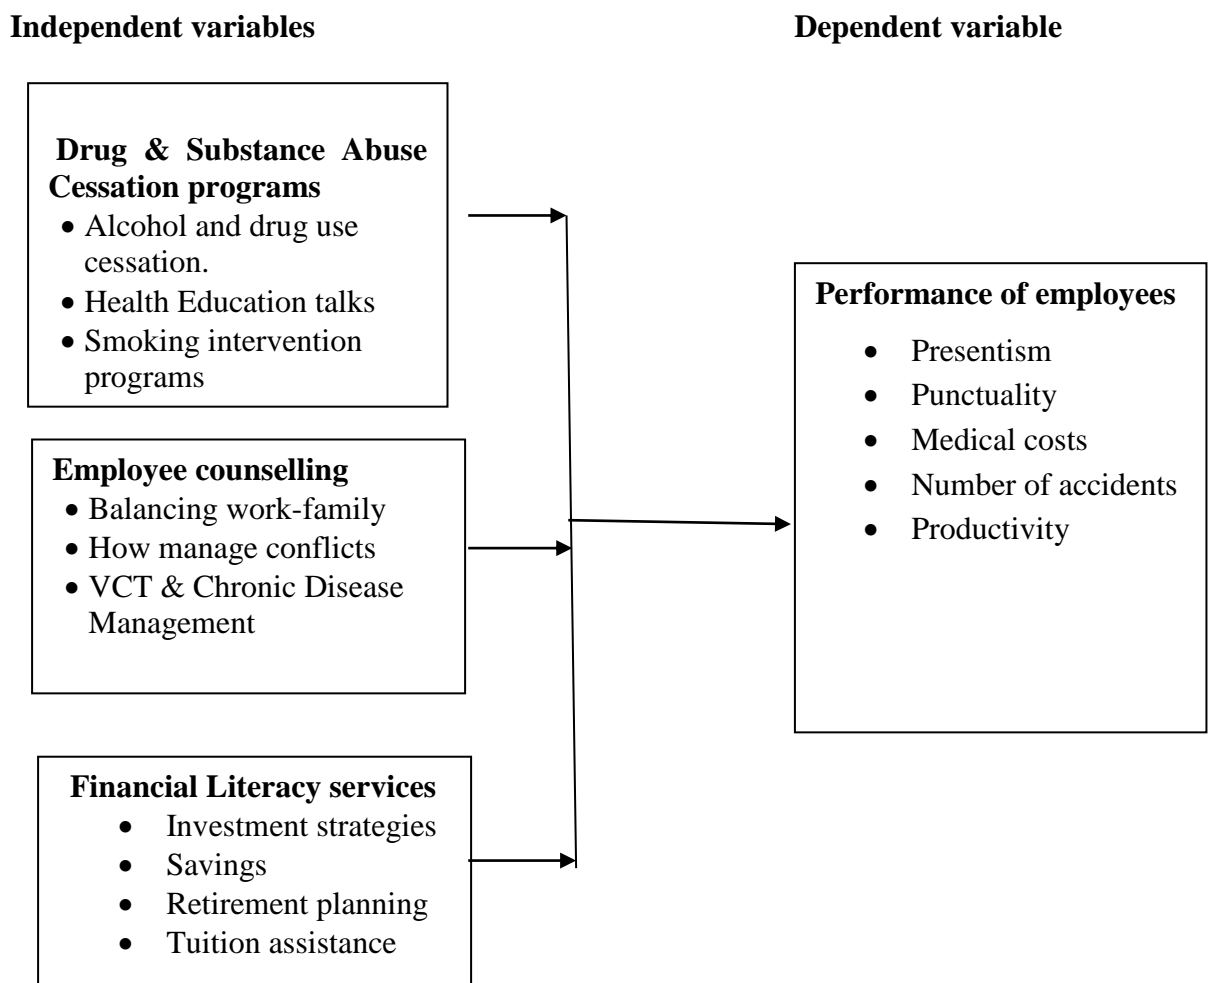 Independent variables
Dependent variable
Drug & Substance Abuse
Cessation programs
• Alcohol and drug use
cessation.
• Health Education talks
• Smoking intervention
programs
Employee counselling
• Balancing work-family
• How manage conflicts
• VCT & Chronic Disease
Management
Financial Literacy services
• Investment strategies
• Savings
• Retirement planning
• Tuition assistance
Performance of employees
• Presentism
• Punctuality
• Medical costs
• Number of accidents
• Productivity